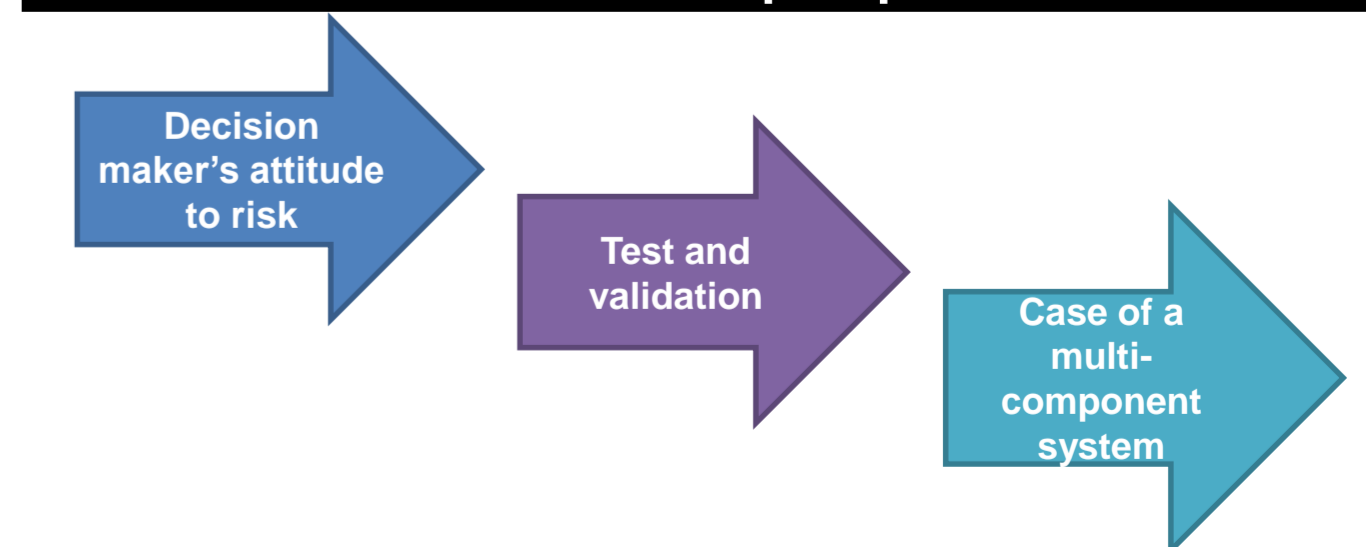 Decision
maker’s attitude
to risk
Test and
validation
Case of a
multi-
component
system